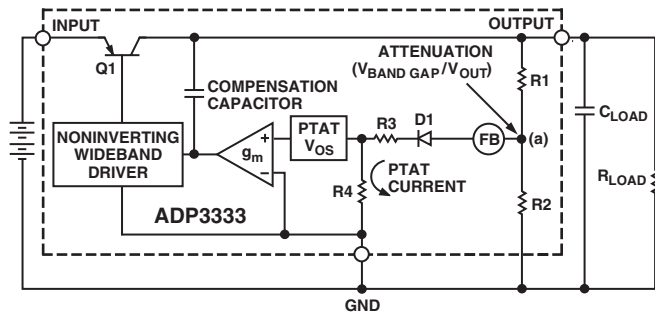 INPUT
OUTPUT
Q1
ATTENUATION
(VBAND GAP/VOUT)
COMPENSATION
CAPACITOR
R1
NONINVERTING
WIDEBAND
DRIVER
gm
+
−
PTAT
VOS
R3
D1
FB
(a)
CLOAD
RLOAD
R4
PTAT
CURRENT
R2
ADP3333
GND